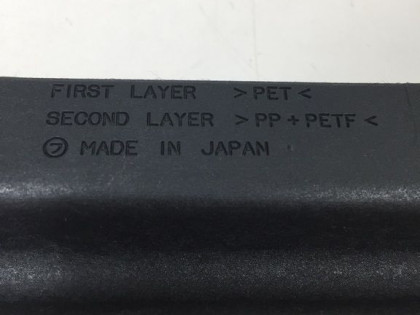 FIRST LAYER >PET<
SECOND LAYER >PP+PETF<
⑦ MADE IN JAPAN